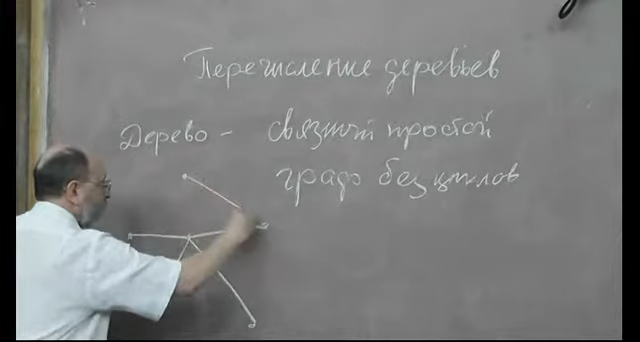 Перечисление деревьев
Дерево – связный простой
граф без циклов